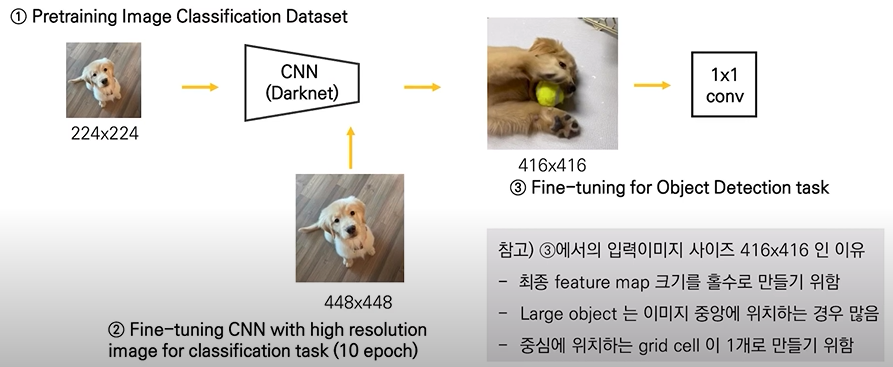 ① Pretraining Image Classification Dataset
CNN
(Darknet)
1x1
conv
224x224
416x416
③ Fine-tuning for Object Detection task
448x448
② Fine-tuning CNN with high resolution
image for classification task (10 epoch)
참고) ③에서의 입력이미지 사이즈 416x416 인 이유
- 최종 feature map 크기를 홀수로 만들기 위함
- Large object 는 이미지 중앙에 위치하는 경우 많음
- 중심에 위치하는 grid cell 이 1개로 만들기 위함